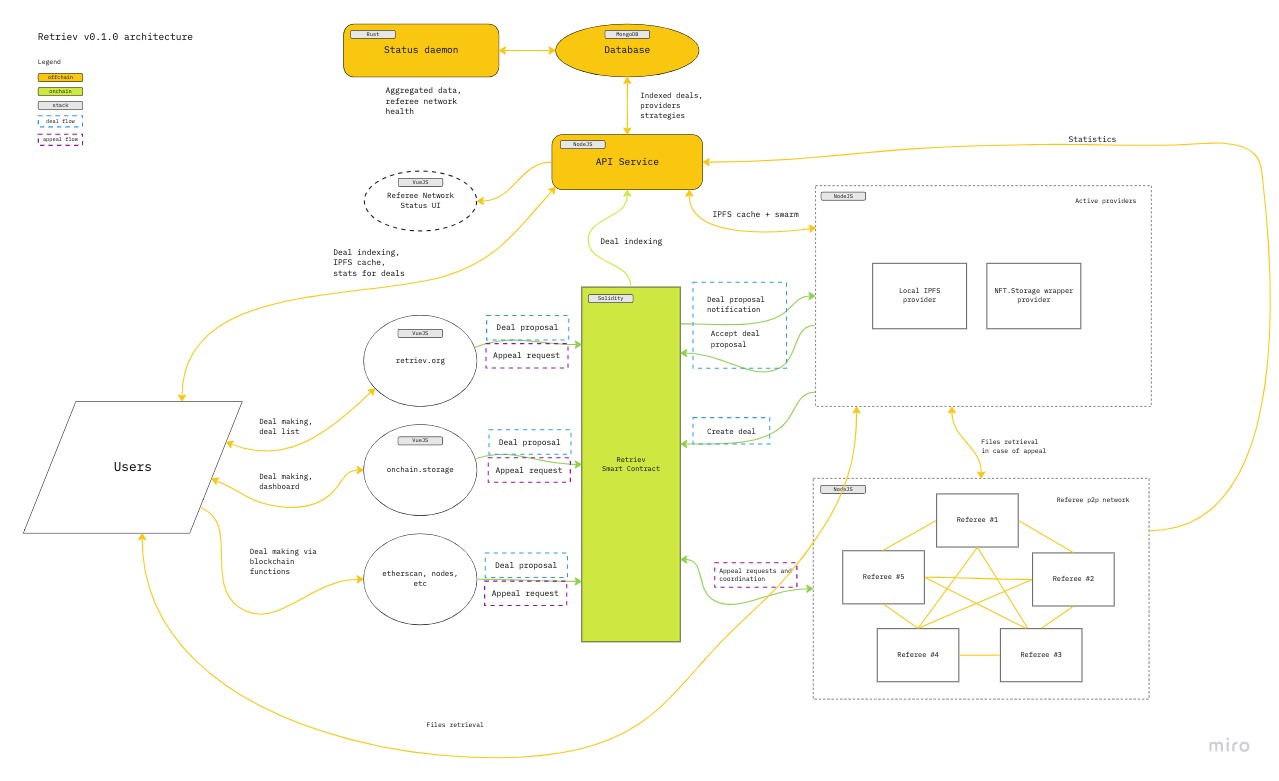 Retriev v0.1.0 architecture
Legend
offchain
onchain
stack
deal flow
appeal flow
Rust
Status daemon
MongoDB
Database
Aggregated data,
referee network
health
Indexed deals,
providers
strategies
NodeJS
API Service
Statistics
VueJS
Referee Network
Status UI
IPFS cache + swarm
Deal indexing
Deal indexing,
IPFS cache,
stats for deals
NodeJS
Active providers
Local IPFS
provider
NFT.Storage wrapper
provider
Solidity
Retriev
Smart Contract
Deal proposal
notification
Accept deal
proposal
Create deal
VueJS
retriev.org
Deal proposal
Appeal request
VueJS
onchain.storage
Deal proposal
Appeal request
etherscan, nodes,
etc
Deal proposal
Appeal request
Users
Deal making,
deal list
Deal making,
dashboard
Deal making via
blockchain
functions
Files retrieval
in case of appeal
NodeJS
Referee p2p network
Referee #1
Referee #5
Referee #2
Referee #4
Referee #3
Appeal requests and
coordination
Files retrieval
miro